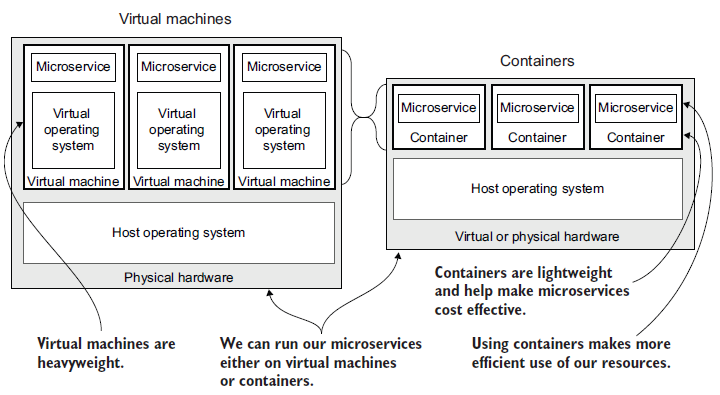 Virtual machines
Microservice
Microservice
Microservice
Virtual
operating
system
Virtual
operating
system
Virtual
operating
system
Virtual machine
Virtual machine
Virtual machine
Host operating system
Physical hardware
Containers
Microservice
Microservice
Microservice
Container
Container
Container
Host operating system
Virtual or physical hardware
Virtual machines are
heavyweight.
We can run our microservices
either on virtual machines
or containers.
Containers are lightweight
and help make microservices
cost effective.
Using containers makes more
efficient use of our resources.